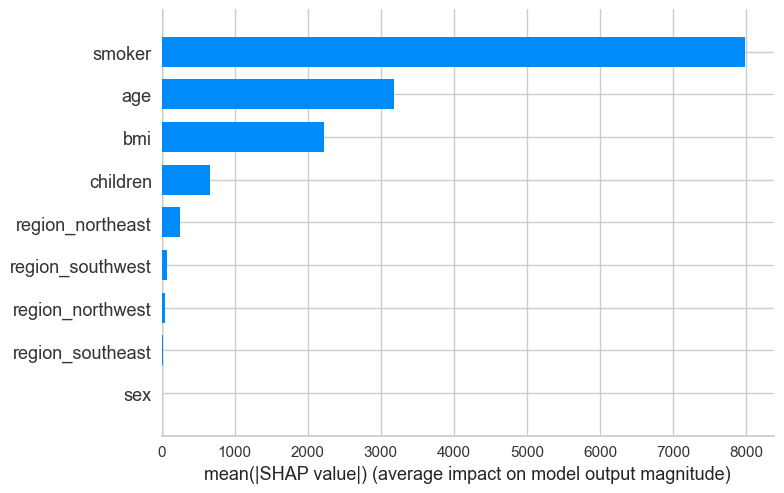 smoker
age
bmi
children
region_northeast
region_southwest
region_northwest
region_southeast
sex
0 1000 2000 3000 4000 5000 6000 7000 8000
mean(|SHAP value|) (average impact on model output magnitude)